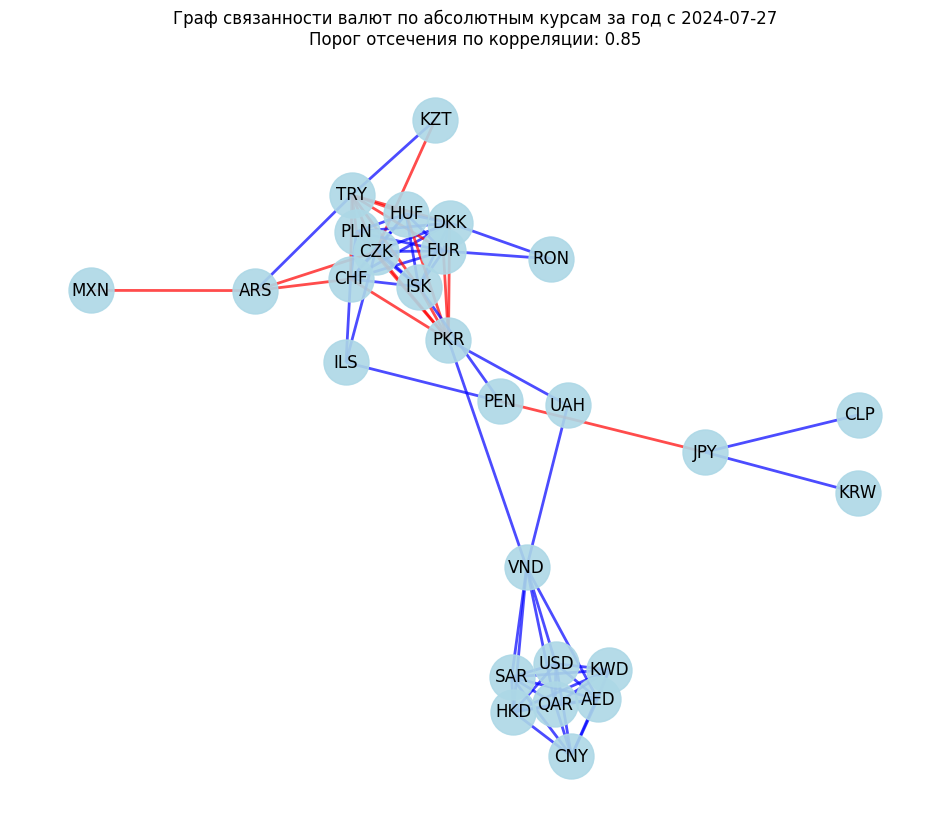 Граф связанности валют по абсолютным курсам за год с 2024-07-27
Порог отсечения по корреляции: 0.85
KZT
TRY
HUF
DKK
PLN
CZK
EUR
RON
CHF
ISK
MXN
ARS
PKR
ILS
PEN
UAH
CLP
JPY
KRW
VND
USD
KWD
SAR
AED
QAR
HKD
CNY